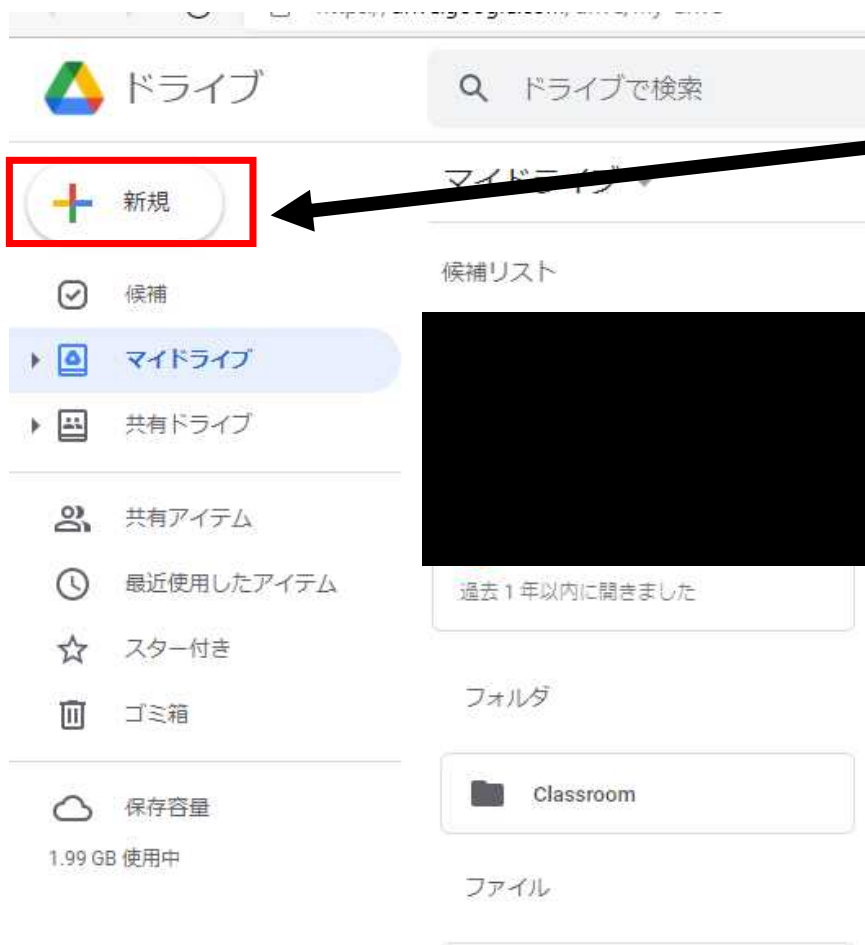 ドライブ
ドライブで検索
新規
マイドライブ
候補リスト
候補
マイドライブ
共有ドライブ
共有アイテム
最近使用したアイテム
過去 1 年以内に開きました
スター付き
フォルダ
ゴミ箱
Classroom
保存容量
1.99 GB 使用中
ファイル